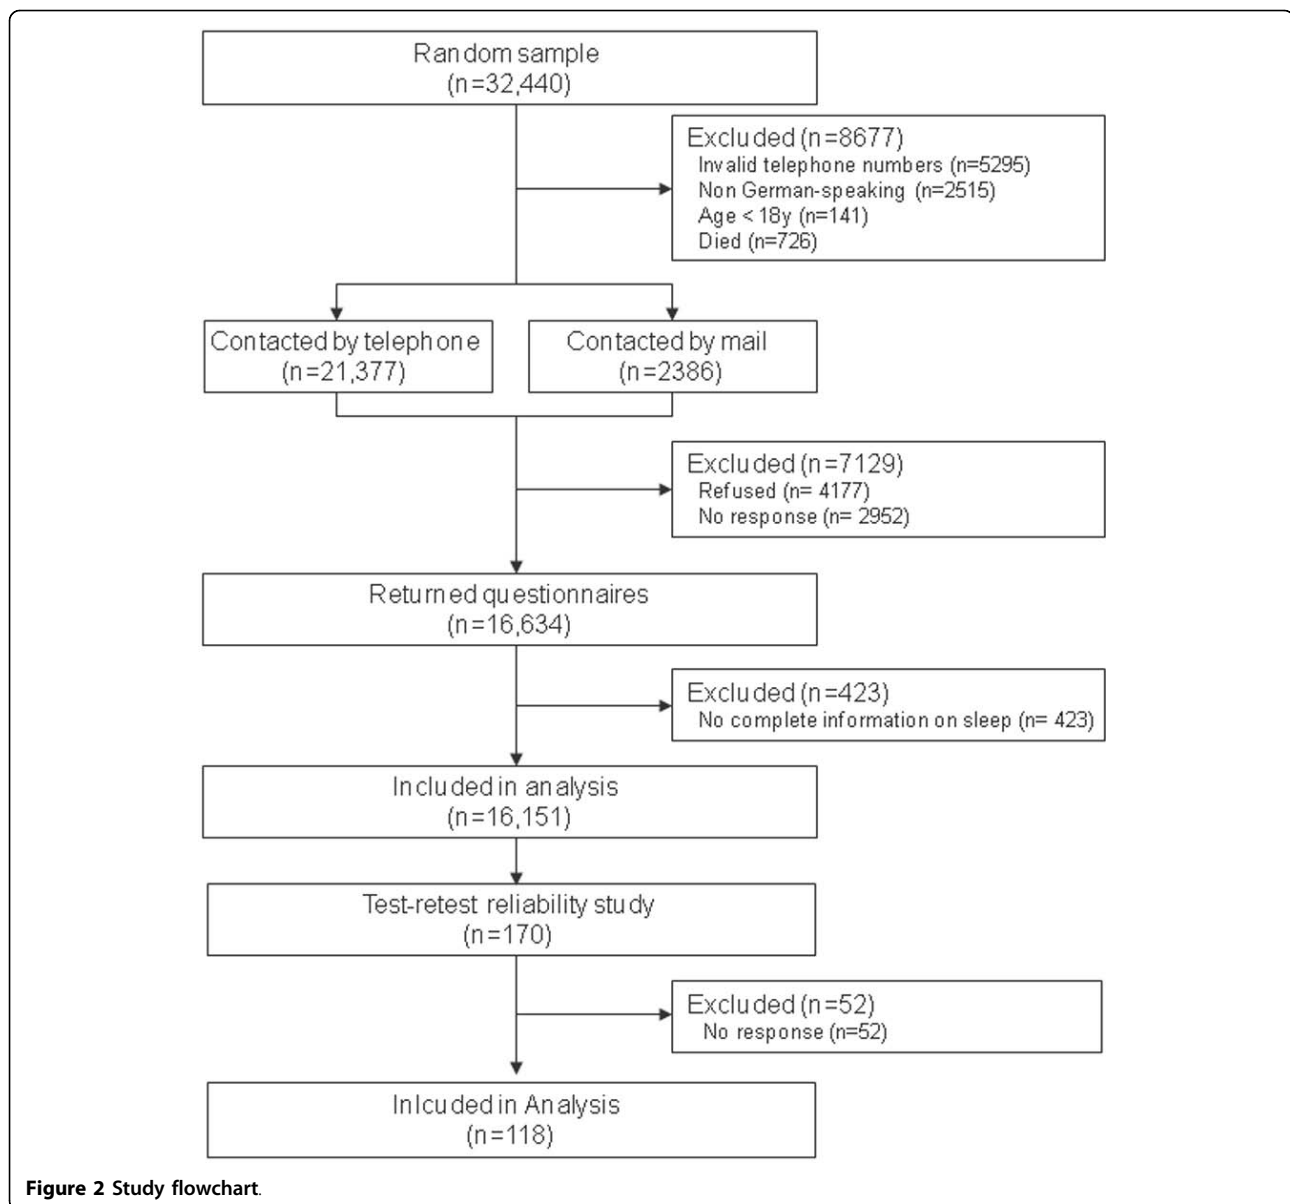 Random sample
(n=32,440)
Excluded (n=8677)
Invalid telephone numbers (n=5295)
Non German-speaking (n=2515)
Age < 18y (n=141)
Died (n=726)
Contacted by telephone
(n=21,377)
Contacted by mail
(n=2386)
Excluded (n=7129)
Refused (n= 4177)
No response (n= 2952)
Returned questionnaires
(n=16,634)
Excluded (n=423)
No complete information on sleep (n= 423)
Included in analysis
(n=16,151)
Test-retest reliability study
(n=170)
Excluded (n=52)
No response (n=52)
Inlcuded in Analysis
(n=118)
Figure 2 Study flowchart.